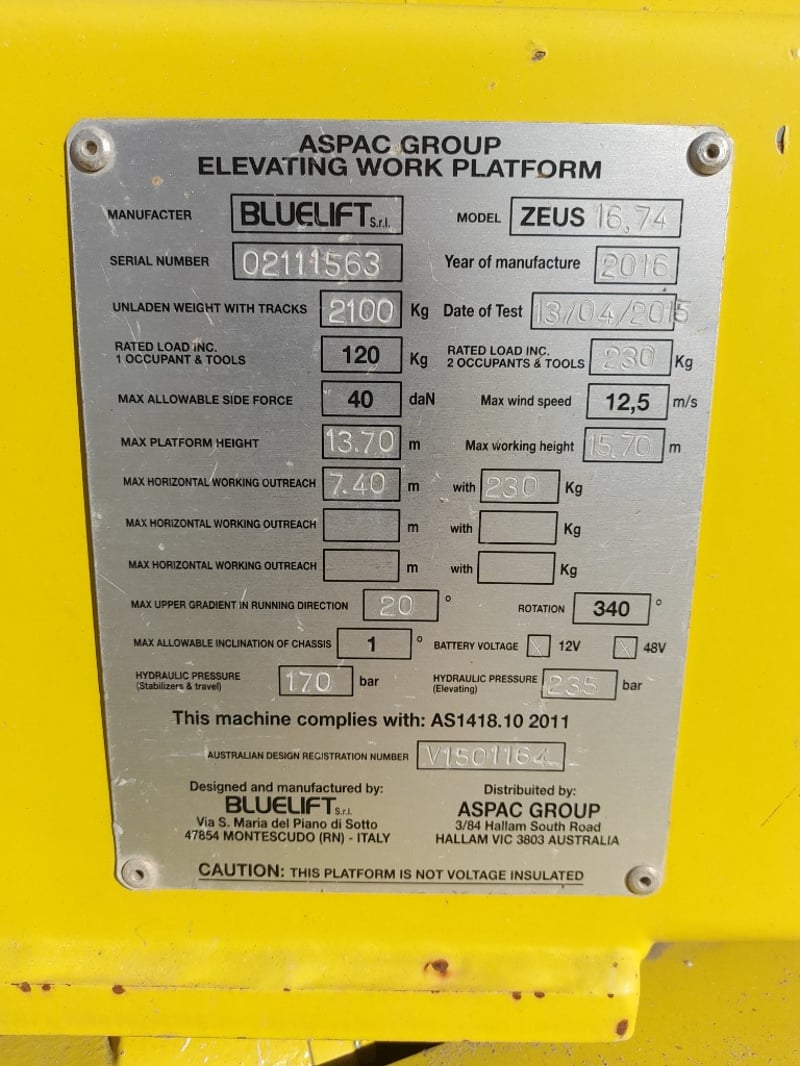 ASPAC GROUP
ELEVATING WORK PLATFORM
MANUFACTER BLUELIFT S.r.l. MODEL ZEUS 16,74
SERIAL NUMBER 02111563 Year of manufacture 2016
UNLADEN WEIGHT WITH TRACKS 2100 Kg Date of Test 13/04/2015
RATED LOAD INC.
1 OCCUPANT & TOOLS 120 Kg
RATED LOAD INC.
2 OCCUPANTS & TOOLS 230 Kg
MAX ALLOWABLE SIDE FORCE 40 daN Max wind speed 12,5 m/s
MAX PLATFORM HEIGHT 13.70 m Max working height 15.70 m
MAX HORIZONTAL WORKING OUTREACH 7.40 m with 230 Kg
MAX HORIZONTAL WORKING OUTREACH m with Kg
MAX HORIZONTAL WORKING OUTREACH m with Kg
MAX UPPER GRADIENT IN RUNNING DIRECTION 20 ° ROTATION 340 °
MAX ALLOWABLE INCLINATION OF CHASSIS 1 ° BATTERY VOLTAGE X 12V X 48V
HYDRAULIC PRESSURE
(Stabilizers & travel) 170 bar
HYDRAULIC PRESSURE
(Elevating) 235 bar
This machine complies with: AS1418.10 2011
AUSTRALIAN DESIGN REGISTRATION NUMBER V1501164
Designed and manufactured by:
BLUELIFT S.r.l.
Via S. Maria del Piano di Sotto
47854 MONTESCUDO (RN) - ITALY
Distribuited by:
ASPAC GROUP
3/84 Hallam South Road
HALLAM VIC 3803 AUSTRALIA
CAUTION: THIS PLATFORM IS NOT VOLTAGE INSULATED